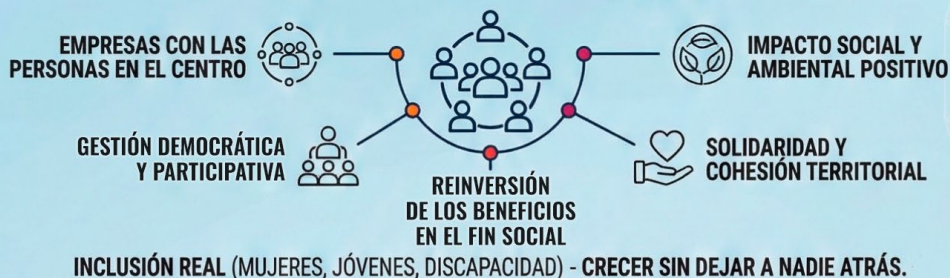 EMPRESAS CON LAS
PERSONAS EN EL CENTRO
IMPACTO SOCIAL Y
AMBIENTAL POSITIVO
GESTIÓN DEMOCRÁTICA
Y PARTICIPATIVA
SOLIDARIDAD Y
COHESIÓN TERRITORIAL
REINVERSIÓN
DE LOS BENEFICIOS
EN EL FIN SOCIAL
INCLUSIÓN REAL (MUJERES, JÓVENES, DISCAPACIDAD) - CRECER SIN DEJAR A NADIE ATRÁS.